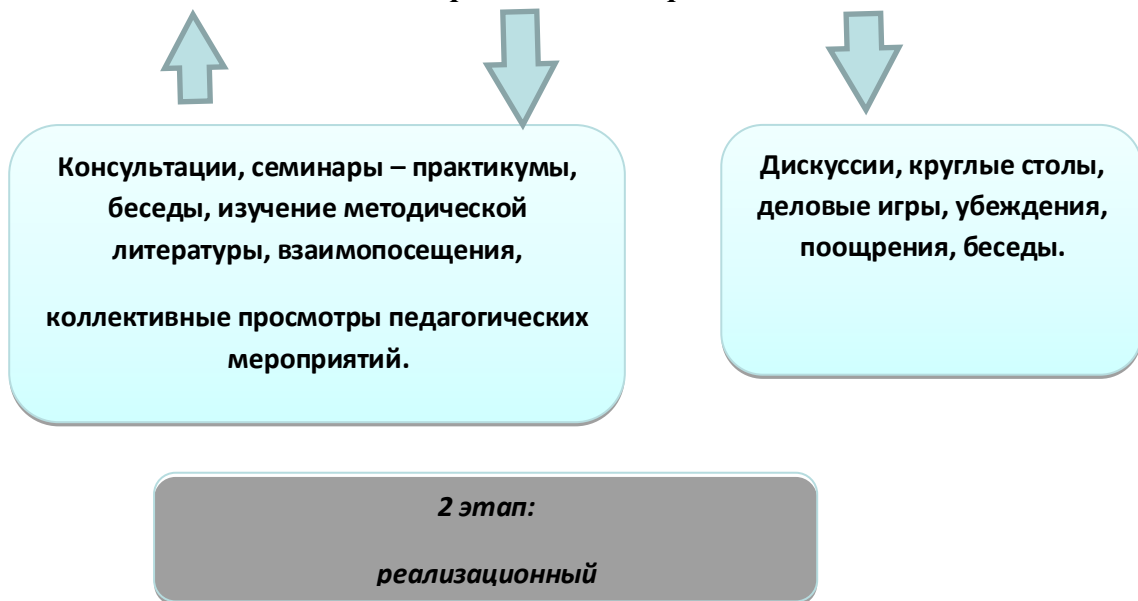 Консультации, семинары – практикумы,
беседы, изучение методической
литературы, взаимопосещения,
коллективные просмотры педагогических
мероприятий.
Дискуссии, круглые столы,
деловые игры, убеждения,
поощрения, беседы.
2 этап:
реализационный